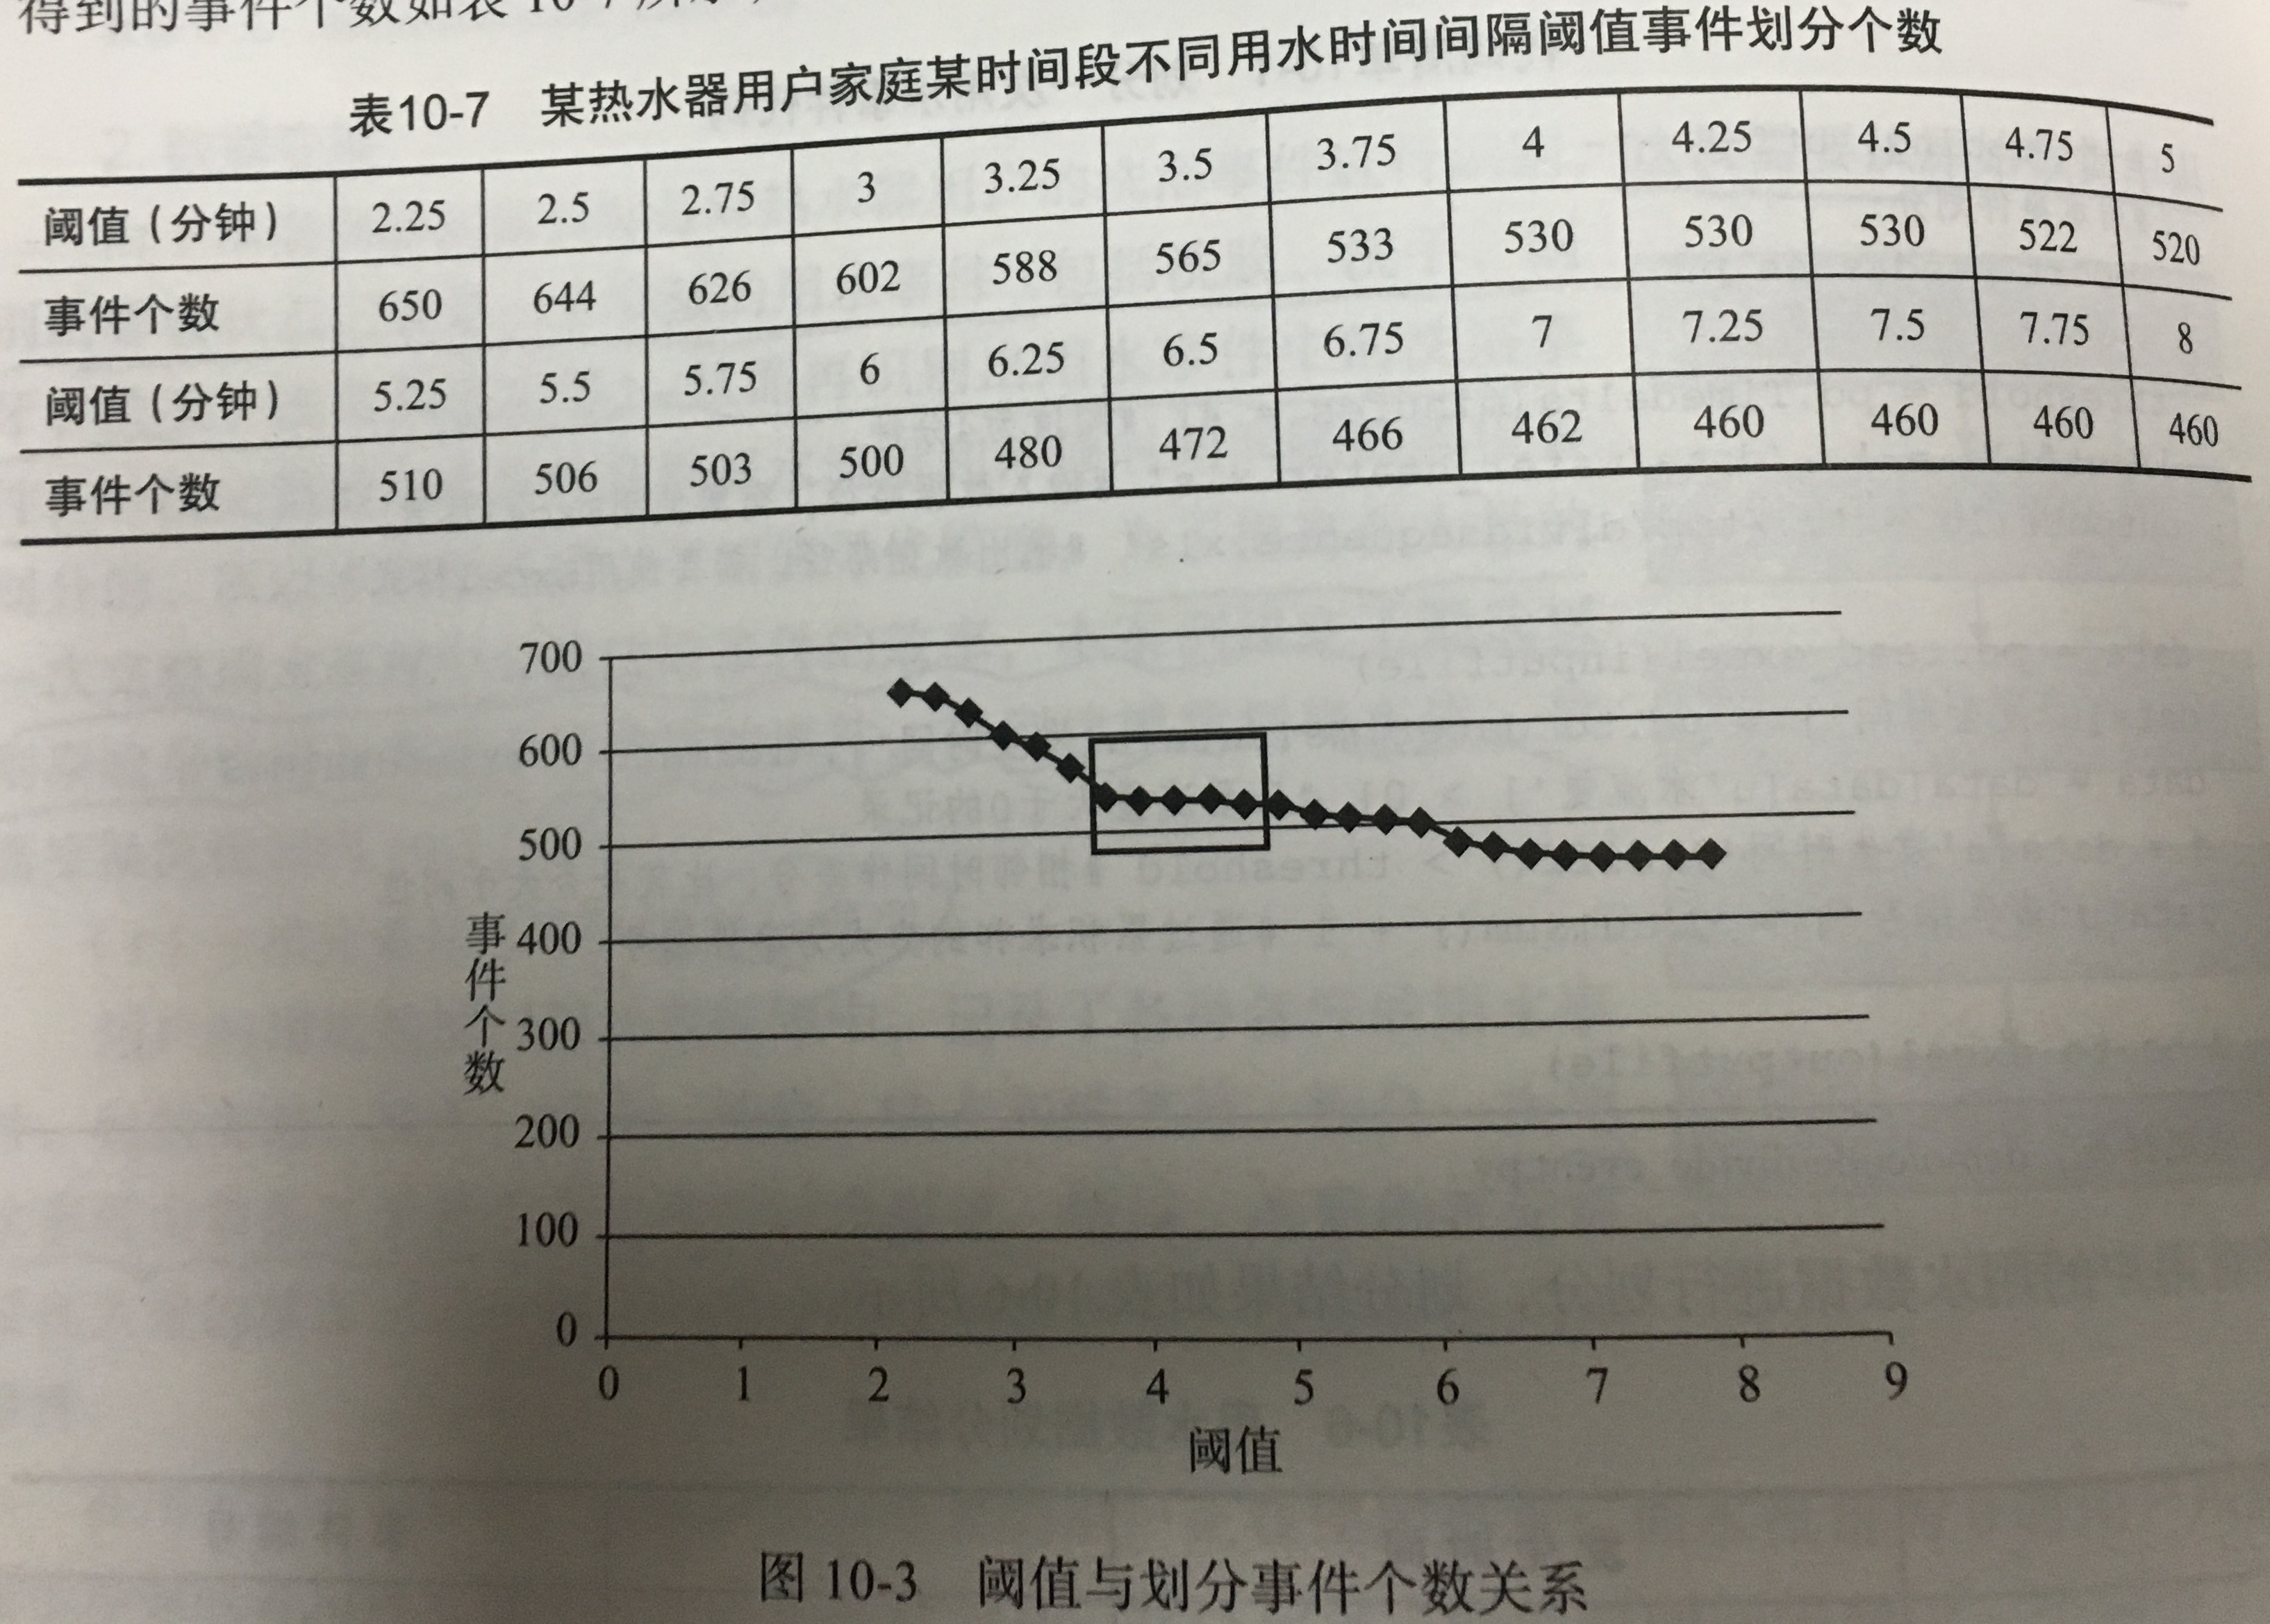 得到的事件个数如表 10-7 所示
表10-7 某热水器用户家庭某时间段不同用水时间间隔阈值事件划分个数
阈值（分钟） 2.25 2.5 2.75 3 3.25 3.5 3.75 4 4.25 4.5 4.75 5
事件个数 650 644 626 602 588 565 533 530 530 530 522 520
阈值（分钟） 5.25 5.5 5.75 6 6.25 6.5 6.75 7 7.25 7.5 7.75 8
事件个数 510 506 503 500 480 472 466 462 460 460 460 460
700
600
500
400
300
200
100
0
事件个数
0 1 2 3 4 5 6 7 8 9
阈值
图 10-3 阈值与划分事件个数关系